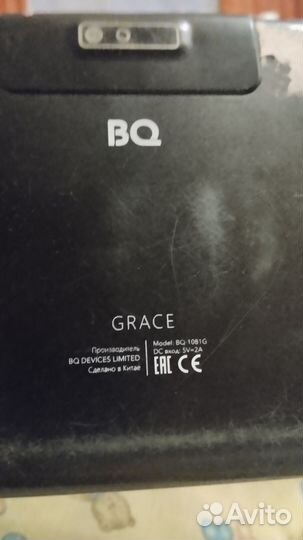 BQ
GRACE
Производитель
BQ DEVICES LIMITED
Сделано в Китае
Model: BQ-1081G
DC вход: 5V=2A
EAC CE
Avito